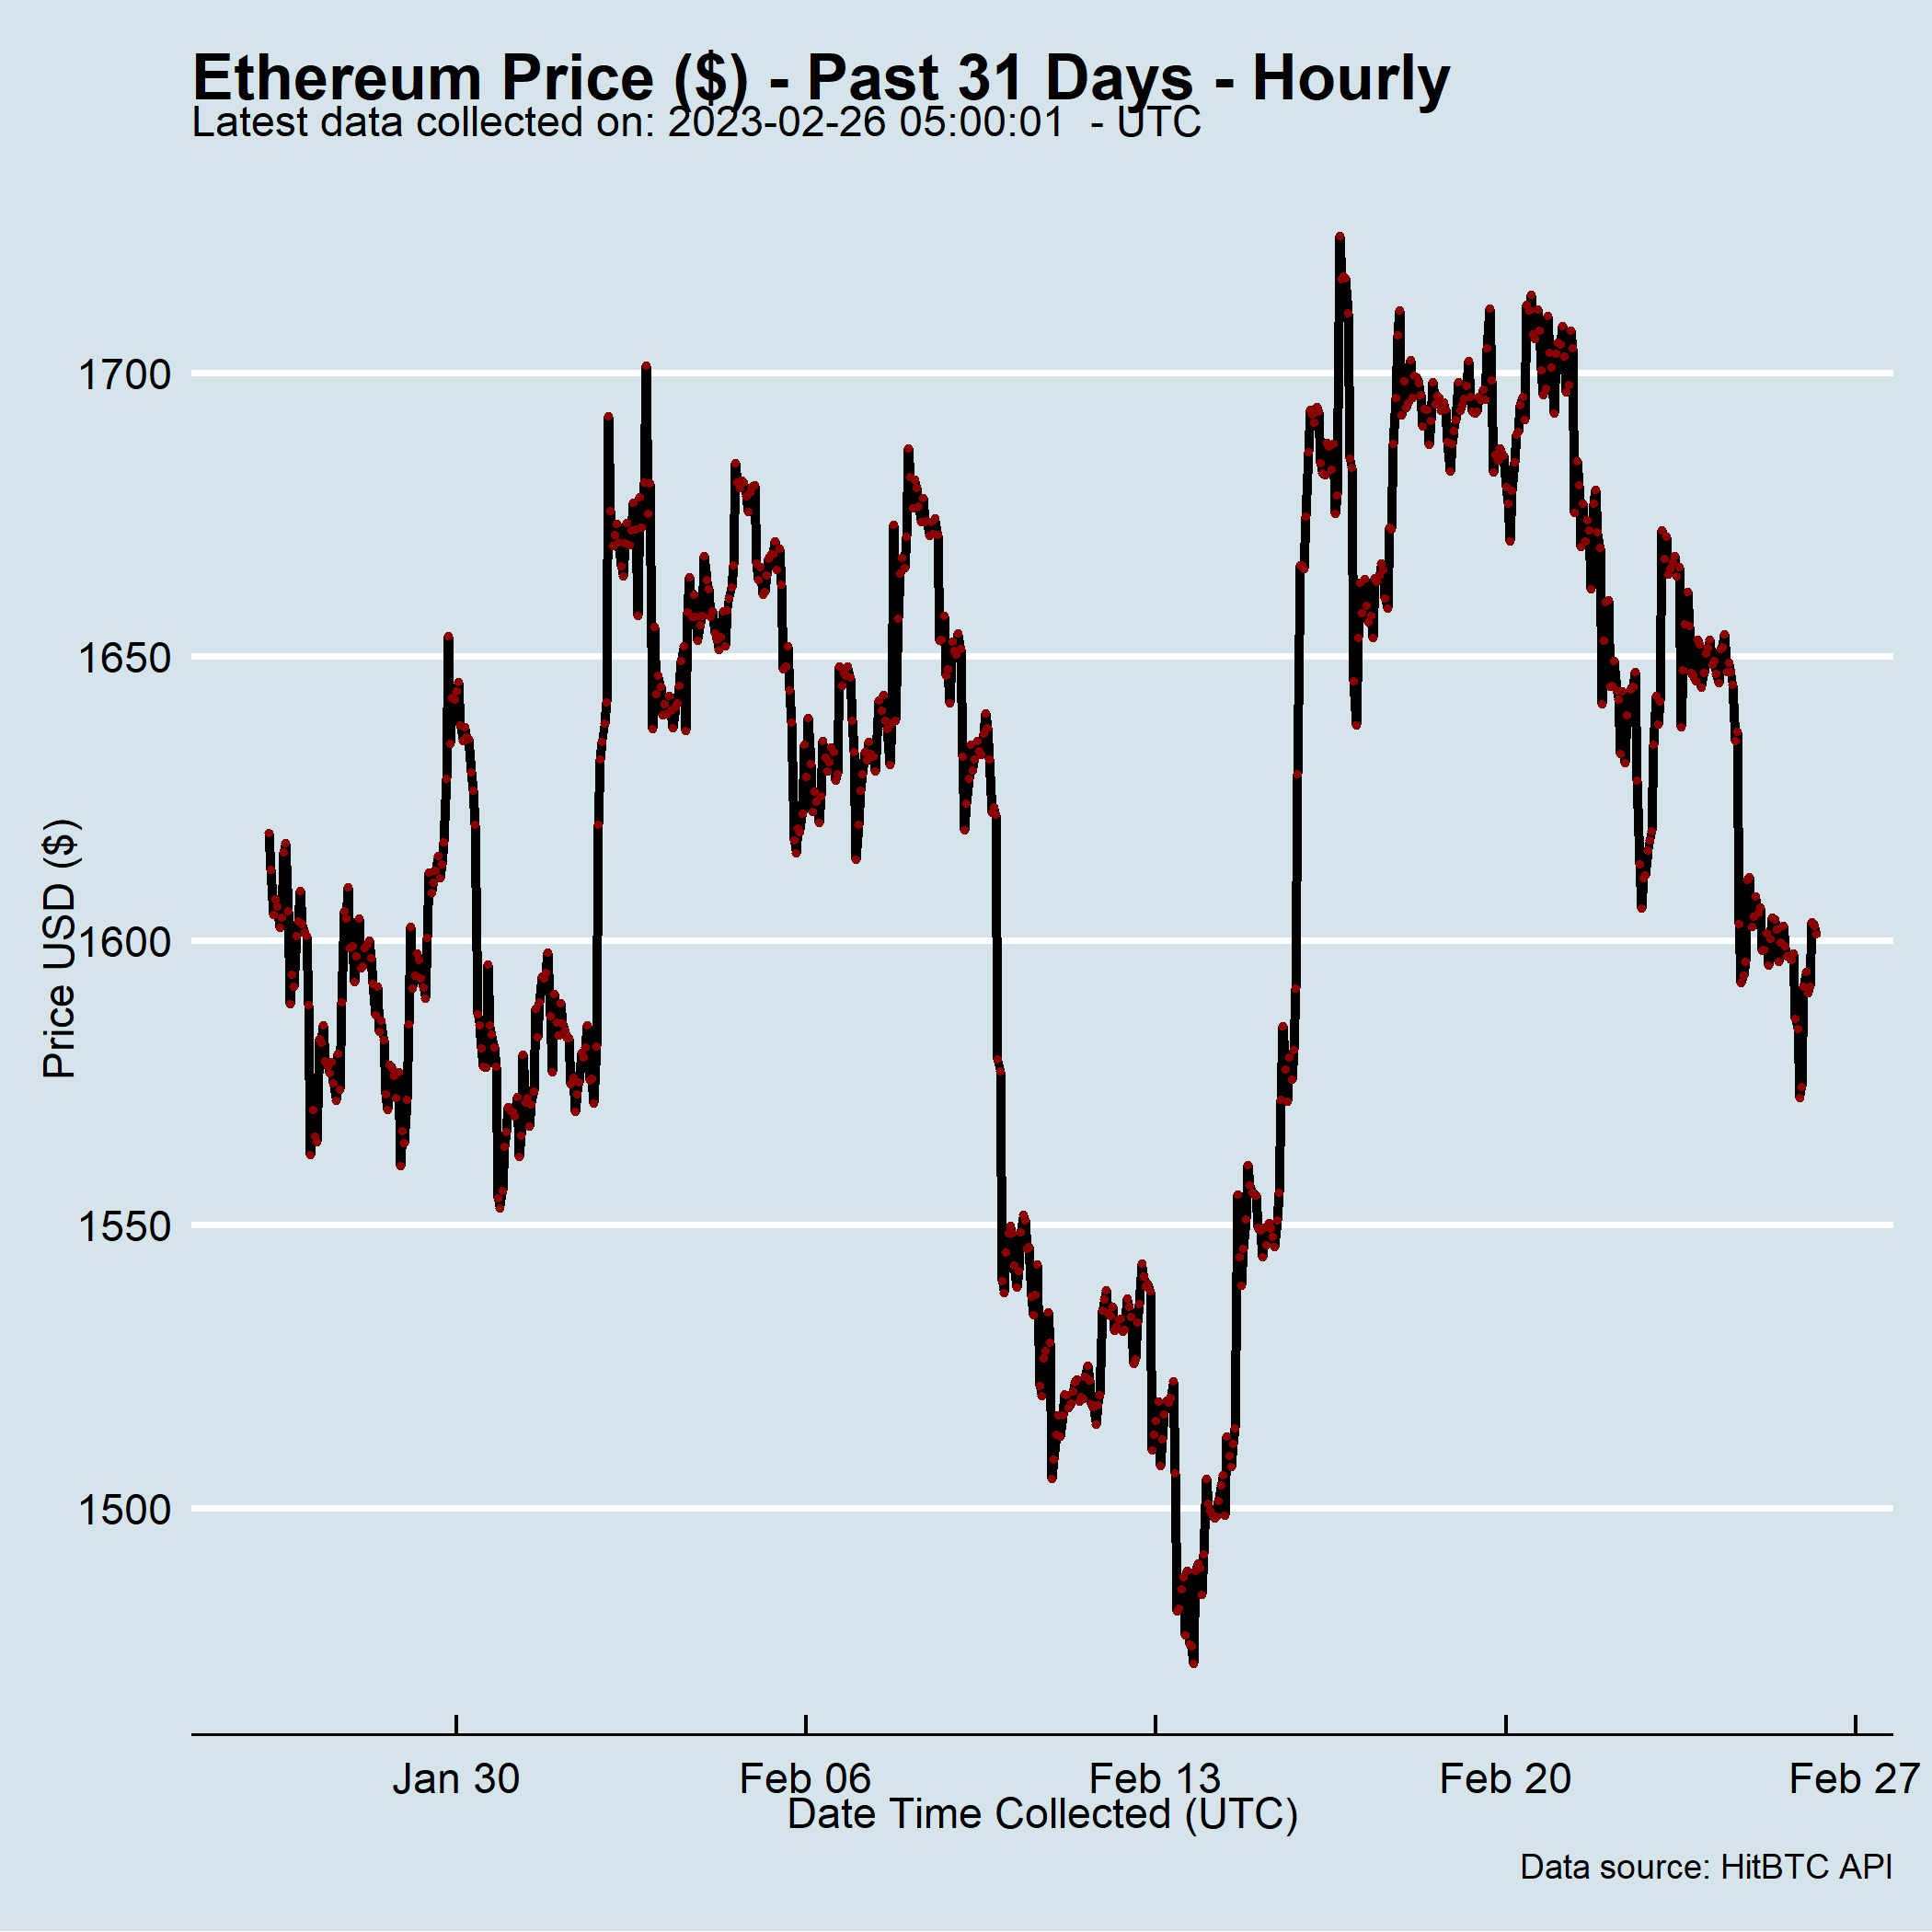 Ethereum Price ($) - Past 31 Days - Hourly
Latest data collected on: 2023-02-26 05:00:01  - UTC
Price USD ($)
1700
1650
1600
1550
1500
Jan 30
Feb 06
Feb 13
Feb 20
Feb 27
Date Time Collected (UTC)
Data source: HitBTC API